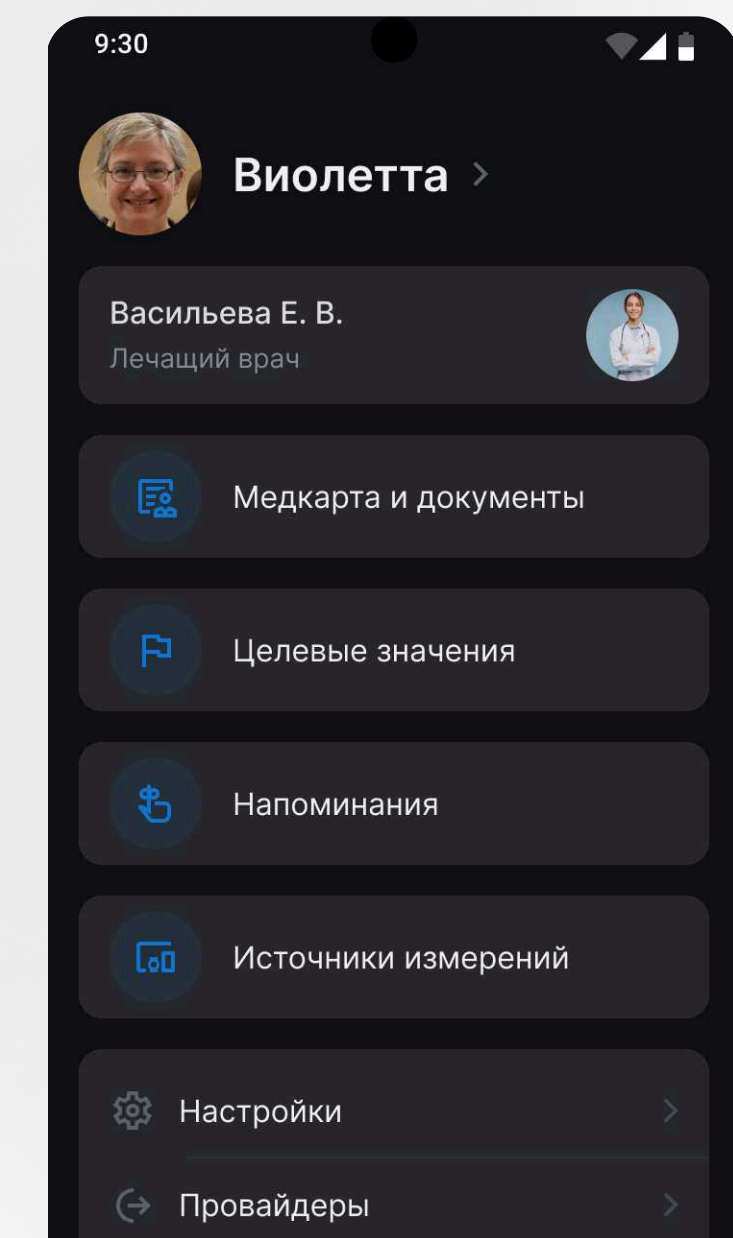 9:30
Виолетта
Васильева Е. В.
Лечащий врач
Медкарта и документы
Целевые значения
Напоминания
Источники измерений
Настройки
Провайдеры